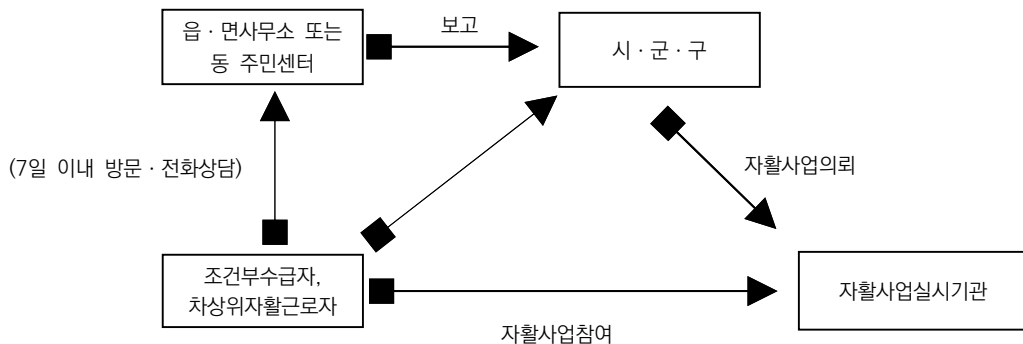 읍 · 면사무소 또는
동 주민센터
보고
시 · 군 · 구
(7일 이내 방문 · 전화상담)
자활사업의뢰
조건부수급자,
차상위자활근로자
자활사업실시기관
자활사업참여